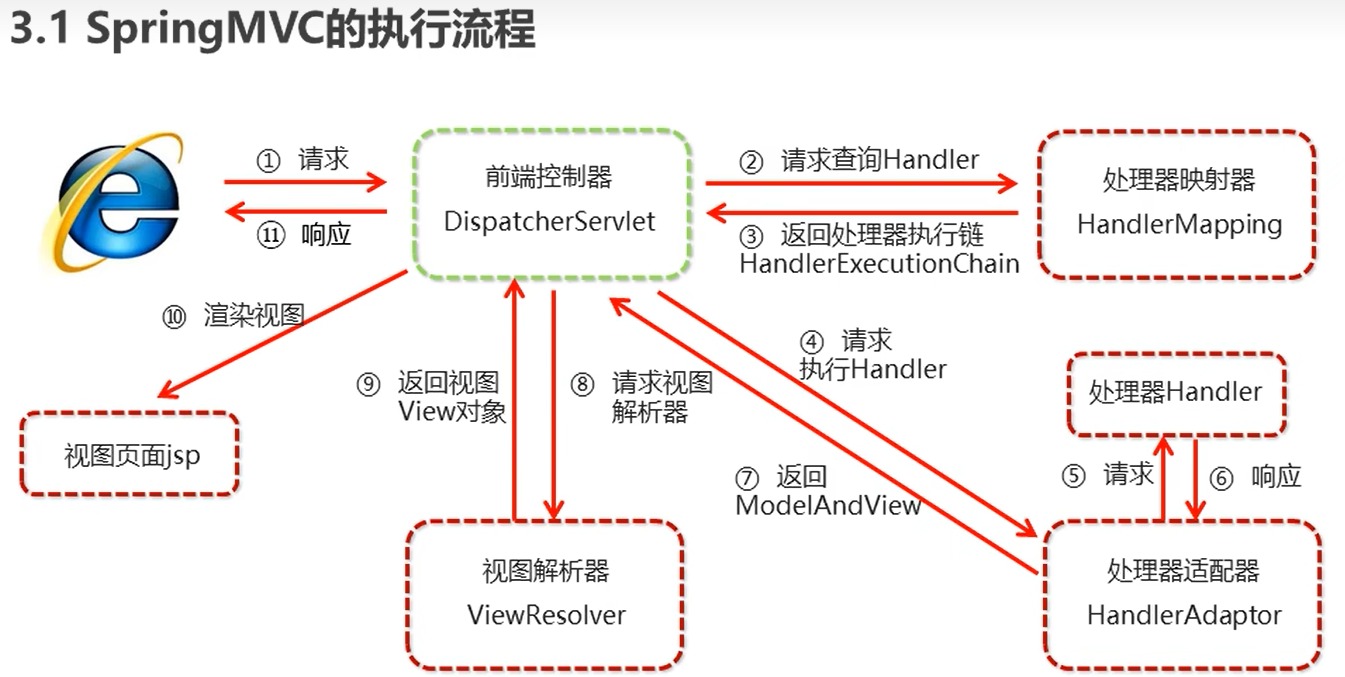 3.1 SpringMVC的执行流程
① 请求
⑪ 响应
前端控制器
DispatcherServlet
② 请求查询Handler
③ 返回处理器执行链
HandlerExecutionChain
处理器映射器
HandlerMapping
⑩ 渲染视图
视图页面jsp
⑨ 返回视图
View对象
⑧ 请求视图
解析器
④ 请求
执行Handler
⑦ 返回
ModelAndView
处理器Handler
⑤ 请求
⑥ 响应
视图解析器
ViewResolver
处理器适配器
HandlerAdaptor